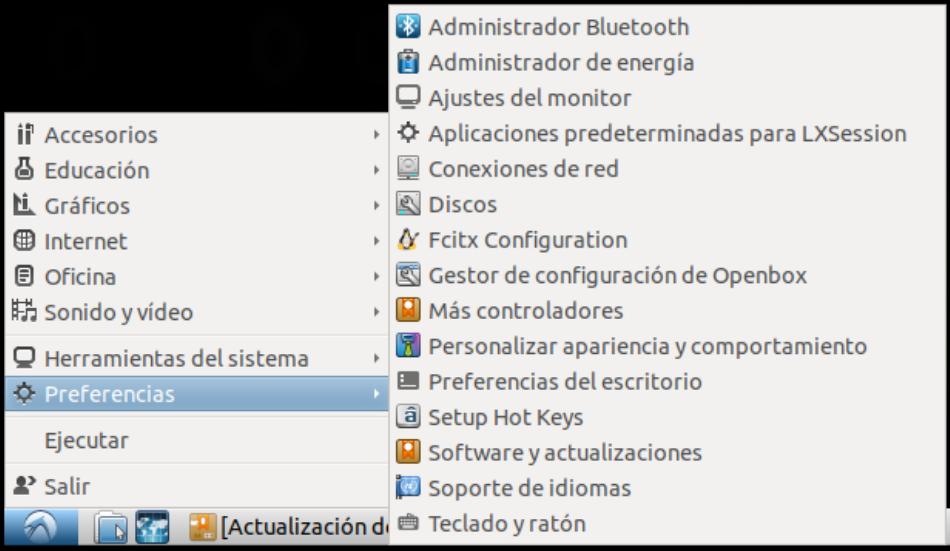 Accesorios
Educación
Gráficos
Internet
Oficina
Sonido y vídeo
Herramientas del sistema
Preferencias
Ejecutar
Salir
Administrador Bluetooth
Administrador de energía
Ajustes del monitor
Aplicaciones predeterminadas para LXSession
Conexiones de red
Discos
Fcitx Configuration
Gestor de configuración de Openbox
Más controladores
Personalizar apariencia y comportamiento
Preferencias del escritorio
Setup Hot Keys
Software y actualizaciones
Soporte de idiomas
Teclado y ratón
[Actualización de